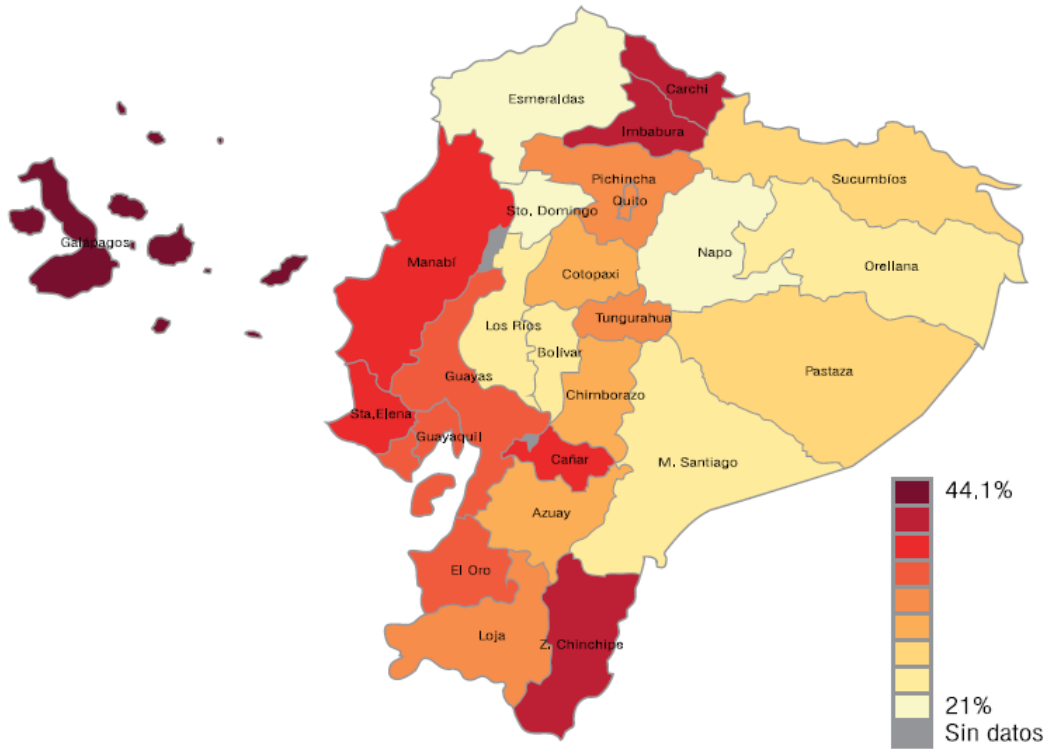 Carchi
Esmeraldas
Imbabura
Pichincha
Sucumbíos
Quito
Sto. Domingo
Galápagos
Napo
Manabí
Orellana
Cotopaxi
Tungurahua
Los Ríos
Bolívar
Pastaza
Guayas
Chimborazo
Sta.Elena
Guayaquil
Cañar
M. Santiago
44,1%
Azuay
El Oro
Loja
Z. Chinchipe
21%
Sin datos